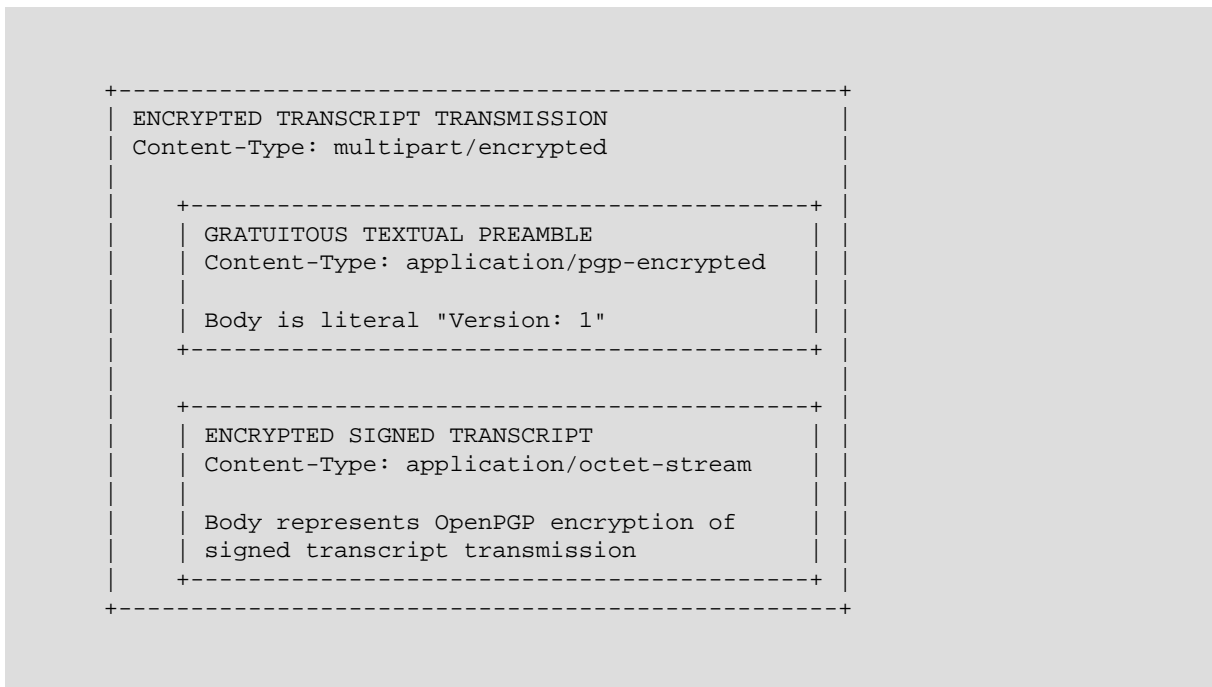 +--------------------------------------------------+
| ENCRYPTED TRANSCRIPT TRANSMISSION                |
| Content-Type: multipart/encrypted                |
|                                                  |
|    +-------------------------------------------+ |
|    | GRATUITOUS TEXTUAL PREAMBLE               | |
|    | Content-Type: application/pgp-encrypted   | |
|    |                                           | |
|    | Body is literal "Version: 1"              | |
|    +-------------------------------------------+ |
|                                                  |
|    +-------------------------------------------+ |
|    | ENCRYPTED SIGNED TRANSCRIPT               | |
|    | Content-Type: application/octet-stream    | |
|    |                                           | |
|    | Body represents OpenPGP encryption of     | |
|    | signed transcript transmission            | |
|    +-------------------------------------------+ |
+--------------------------------------------------+